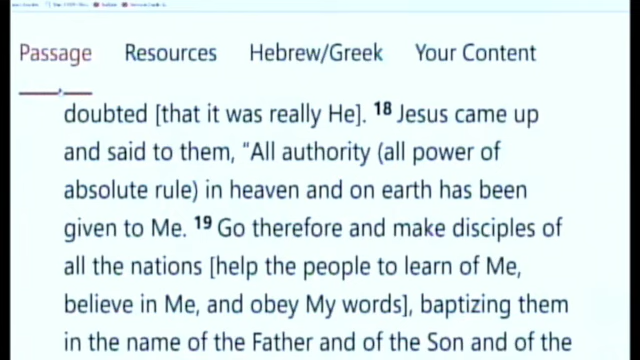 Passage Resources Hebrew/Greek Your Content
doubted [that it was really He]. 18 Jesus came up
and said to them, “All authority (all power of
absolute rule) in heaven and on earth has been
given to Me. 19 Go therefore and make disciples of
all the nations [help the people to learn of Me,
believe in Me, and obey My words], baptizing them
in the name of the Father and of the Son and of the